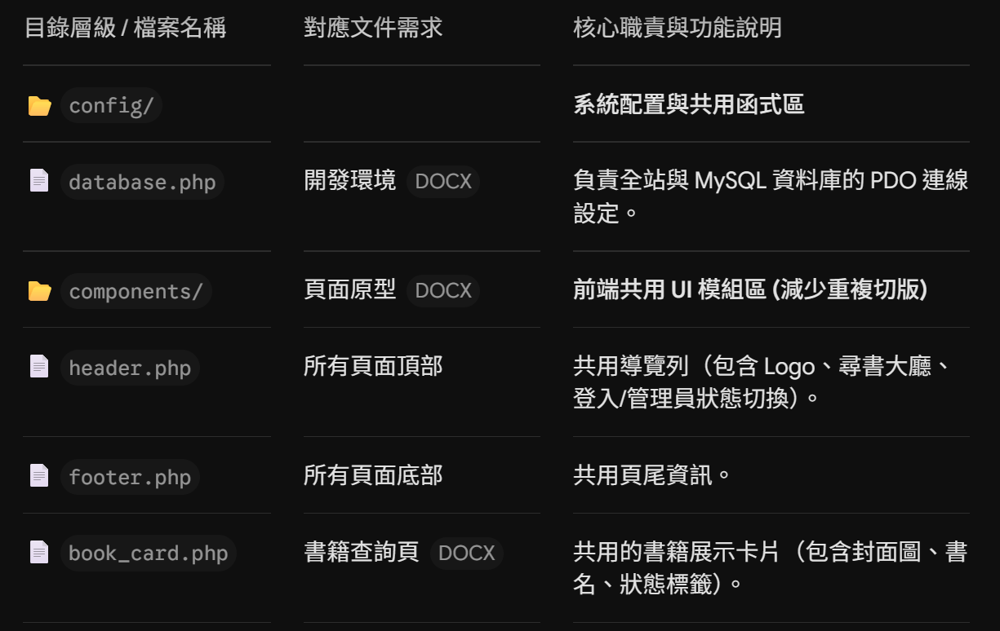 目錄層級 / 檔案名稱 對應文件需求 核心職責與功能說明
config/ 系統配置與共用函式區
database.php 開發環境 DOCX 負責全站與 MySQL 資料庫的 PDO 連線
設定。
components/ 頁面原型 DOCX 前端共用 UI 模組區 (減少重複切版)
header.php 所有頁面頂部 共用導覽列（包含 Logo、尋書大廳、
登入/管理員狀態切換）。
footer.php 所有頁面底部 共用頁尾資訊。
book_card.php 書籍查詢頁 DOCX 共用的書籍展示卡片（包含封面圖、書
名、狀態標籤）。